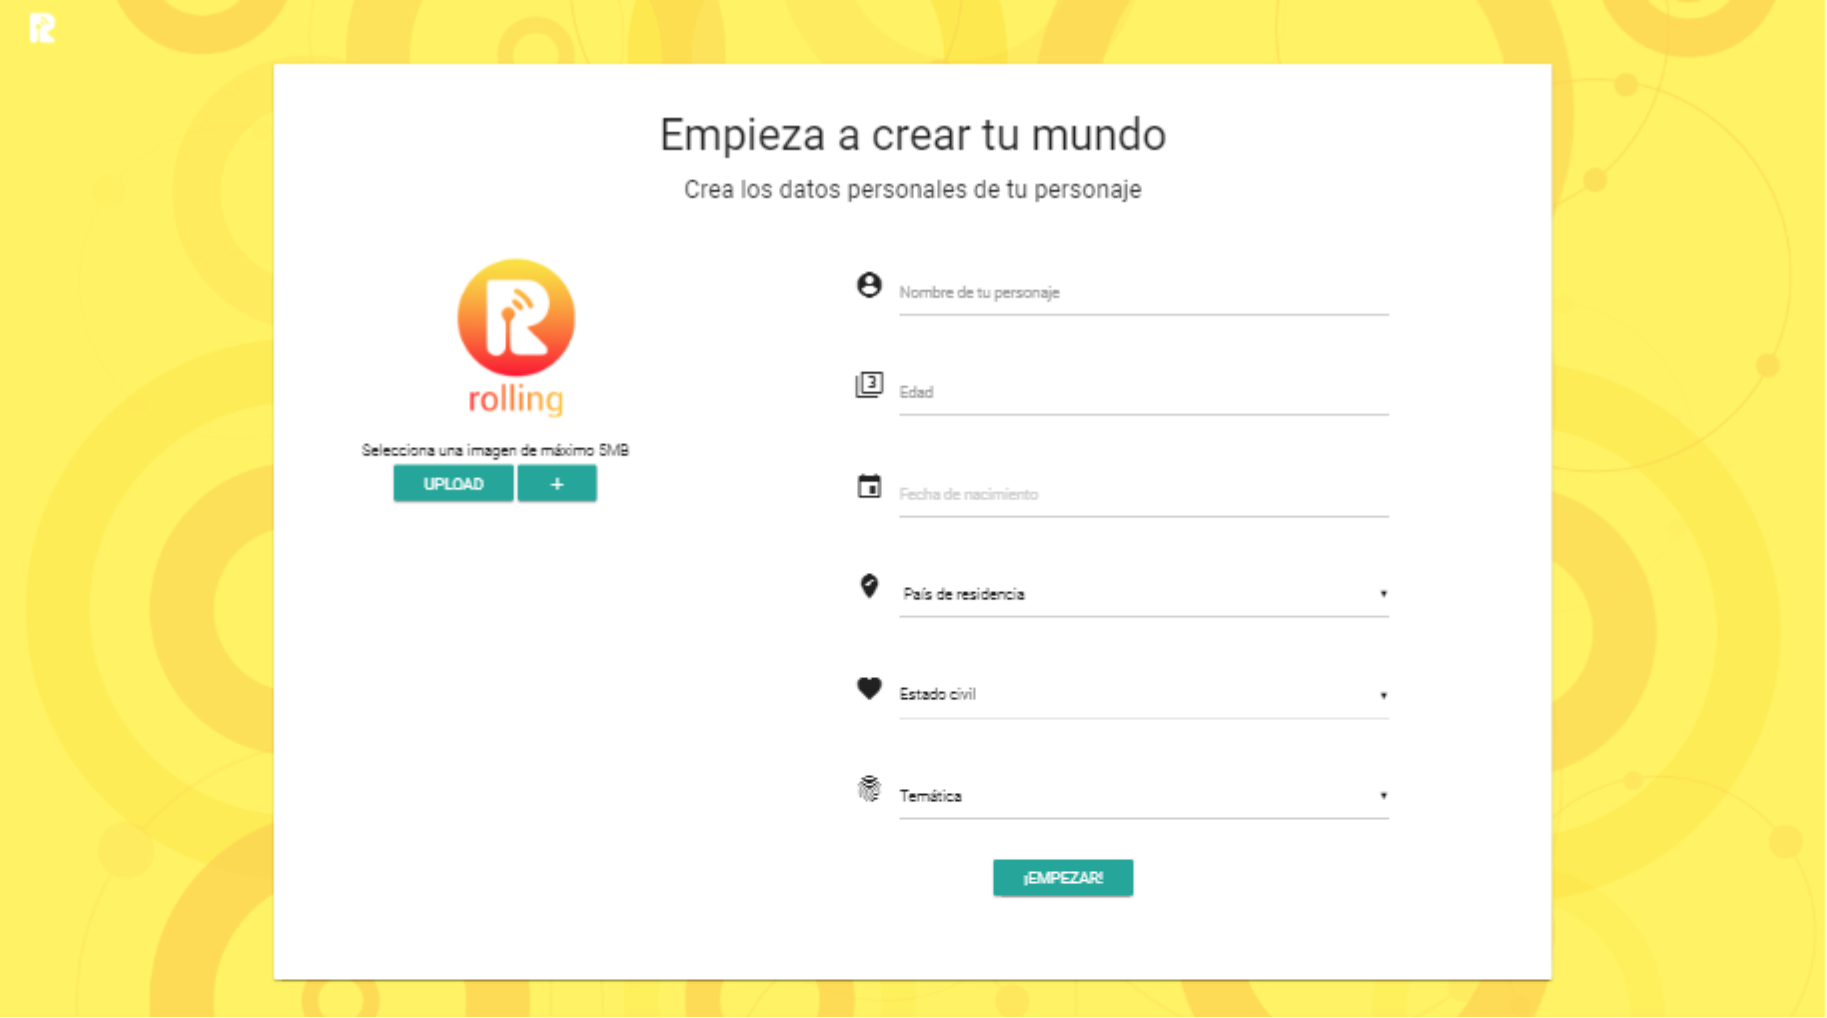 R
Empieza a crear tu mundo
Crea los datos personales de tu personaje
R
rolling
Selecciona una imagen de máximo 5MB
UPLOAD +
Nombre de tu personaje
3
Edad
Fecha de nacimiento
País de residencia
Estado civil
Temática
¡EMPEZAR!